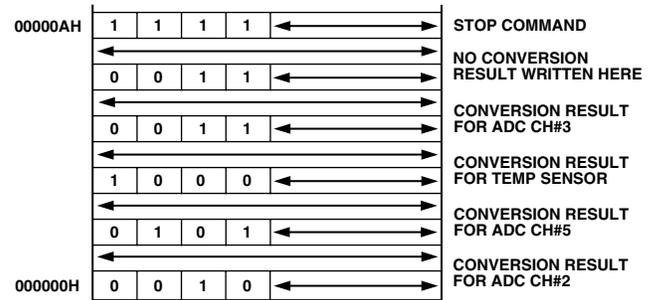 00000AH 1 1 1 1 STOP COMMAND
NO CONVERSION
0 0 1 1 RESULT WRITTEN HERE
CONVERSION RESULT
0 0 1 1 FOR ADC CH#3
CONVERSION RESULT
1 0 0 0 FOR TEMP SENSOR
CONVERSION RESULT
0 1 0 1 FOR ADC CH#5
CONVERSION RESULT
000000H 0 0 1 0 FOR ADC CH#2